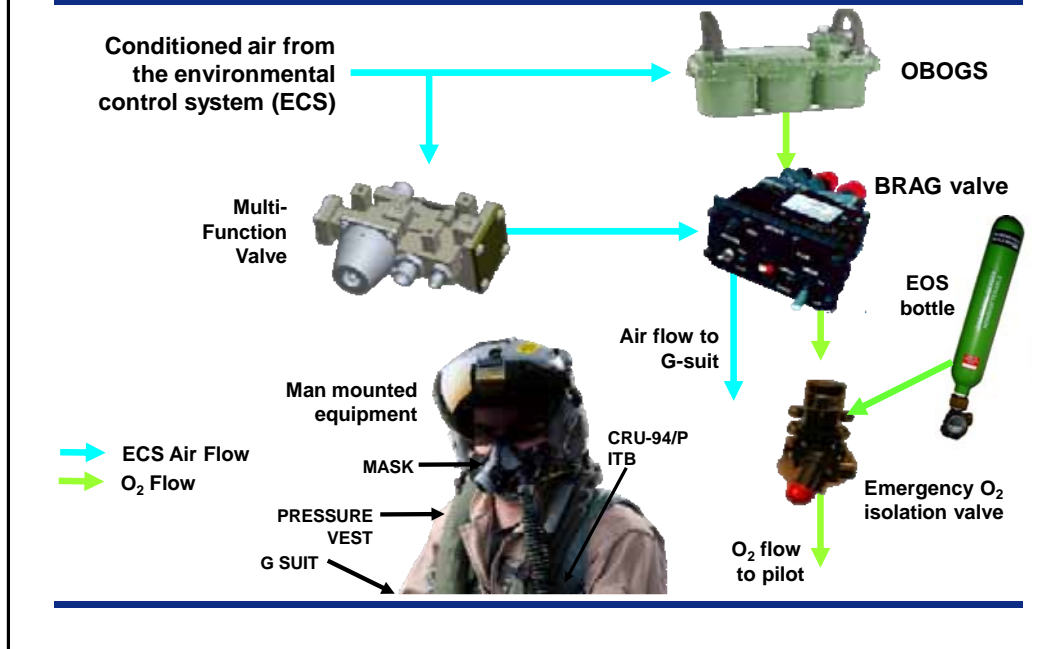 Conditioned air from
the environmental
control system (ECS)
OBOGS
BRAG valve
Multi-
Function
Valve
EOS
bottle
Air flow to
G-suit
Man mounted
equipment
CRU-94/P
ITB
ECS Air Flow
O₂ Flow
MASK
PRESSURE
VEST
G SUIT
Emergency O₂
isolation valve
O₂ flow
to pilot